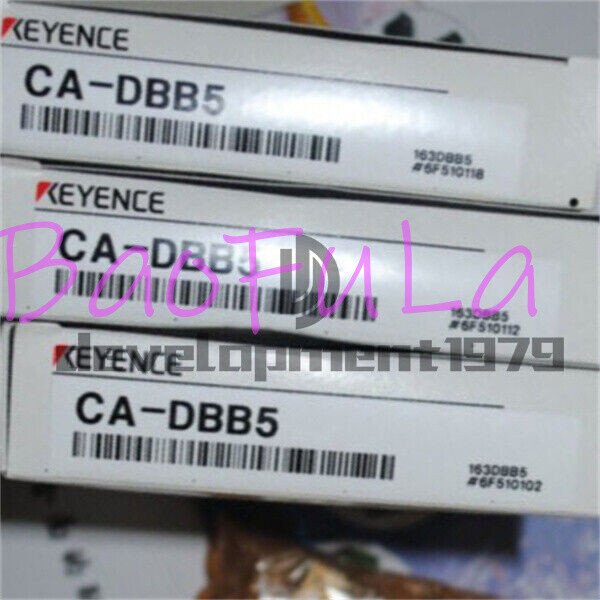 KEYENCE
CA-DBB5
163DBB5
#6F510118
KEYENCE
CA-DBB5
BaoFuLa
163DBB5
#6F510112
development1979
KEYENCE
CA-DBB5
163DBB5
#6F510102